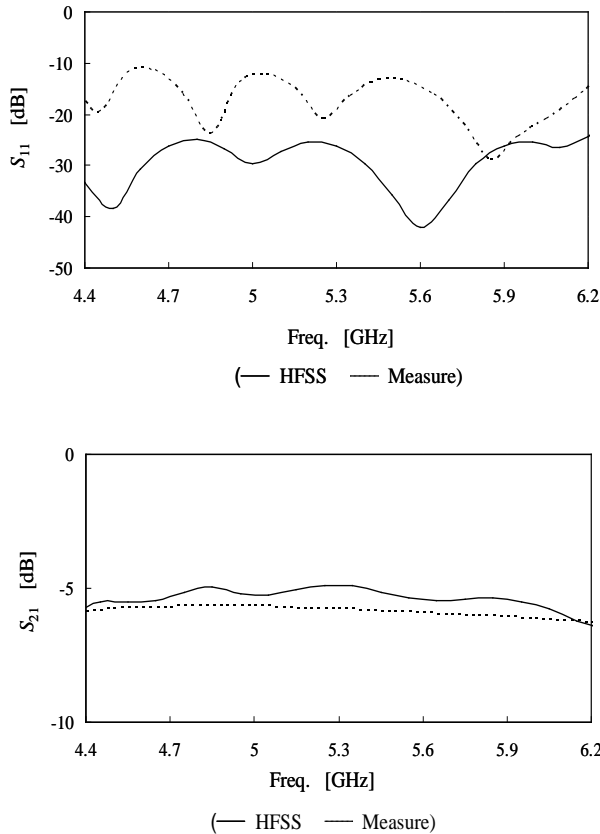 0
-10
-20
-30
-40
-50
S11 [dB]
4.4 4.7 5 5.3 5.6 5.9 6.2
Freq. [GHz]
(—— HFSS ------ Measure)
0
-5
-10
S21 [dB]
4.4 4.7 5 5.3 5.6 5.9 6.2
Freq. [GHz]
(—— HFSS ------ Measure)